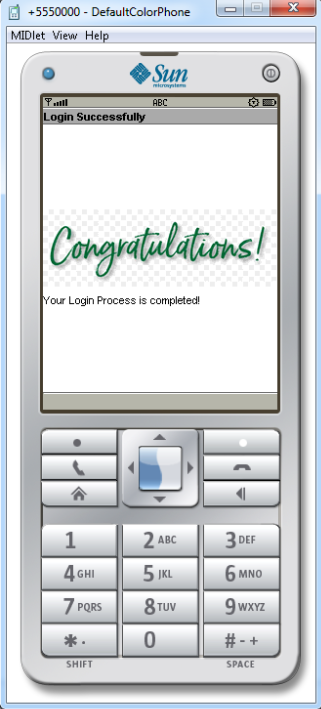 +5550000 - DefaultColorPhone
MIDlet View Help
Sun
microsystems
ABC
Login Successfully
Congratulations!
Your Login Process is completed!
1
2 ABC
3 DEF
4 GHI
5 JKL
6 MNO
7 PQRS
8 TUV
9 WXYZ
* .
0
# - +
SHIFT
SPACE